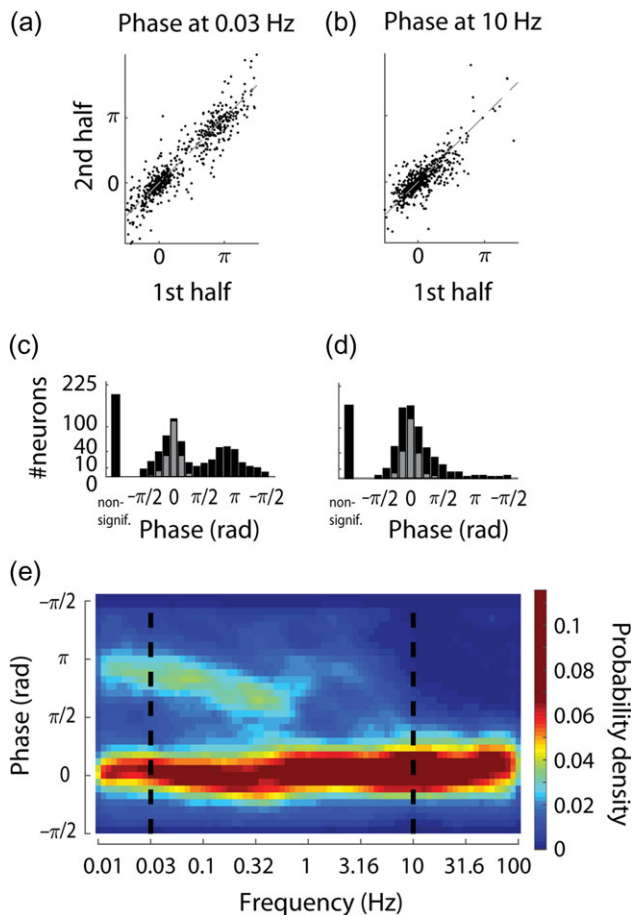 (a) Phase at 0.03 Hz
(b) Phase at 10 Hz
2nd half
π
0
0
π
1st half
0
π
1st half
(c)
(d)
#neurons
225
100
40
10
0
non-
signif.
−π/2 0 π/2 π −π/2
Phase (rad)
non-
signif.
−π/2 0 π/2 π −π/2
Phase (rad)
(e)
Phase (rad)
−π/2
π
π/2
0
−π/2
0.01 0.03 0.1 0.32 1 3.16 10 31.6 100
Frequency (Hz)
0.1
0.08
0.06
0.04
0.02
0
Probability density